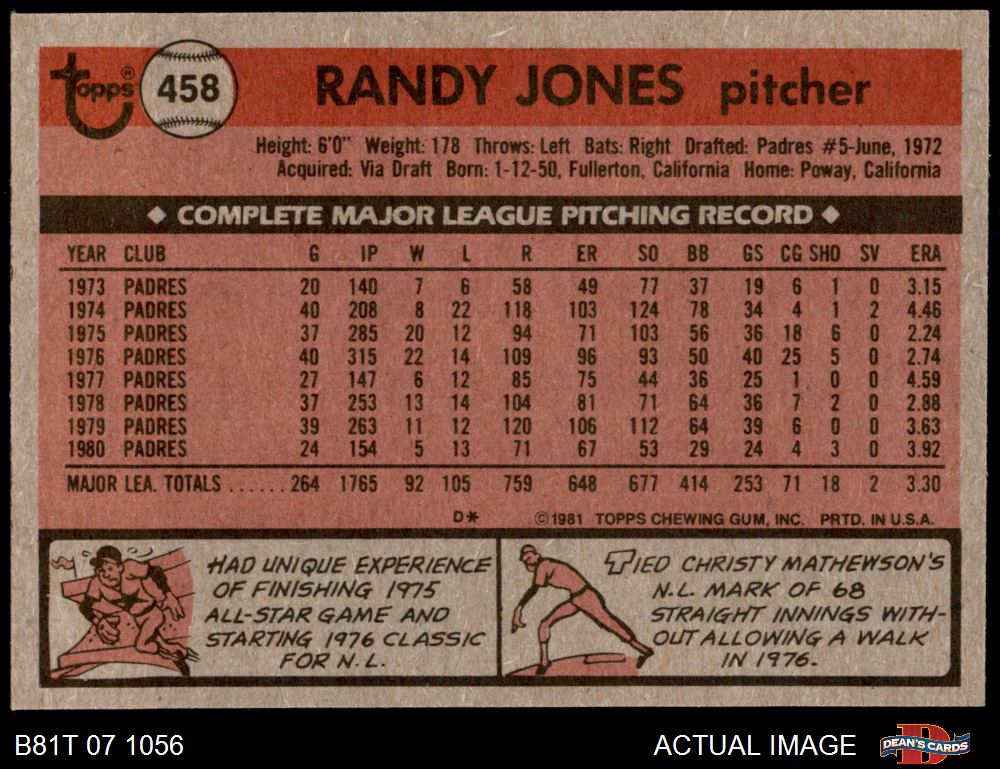 topps® 458 RANDY JONES pitcher
Height: 6'0" Weight: 178 Throws: Left Bats: Right Drafted: Padres #5-June, 1972
Acquired: Via Draft Born: 1-12-50, Fullerton, California Home: Poway, California
◆ COMPLETE MAJOR LEAGUE PITCHING RECORD ◆
YEAR CLUB G IP W L R ER SO BB GS CG SHO SV ERA
1973 PADRES 20 140 7 6 58 49 77 37 19 6 1 0 3.15
1974 PADRES 40 208 8 22 118 103 124 78 34 4 1 2 4.46
1975 PADRES 37 285 20 12 94 71 103 56 36 18 6 0 2.24
1976 PADRES 40 315 22 14 109 96 93 50 40 25 5 0 2.74
1977 PADRES 27 147 6 12 85 75 44 36 25 1 0 0 4.59
1978 PADRES 37 253 13 14 104 81 71 64 36 7 2 0 2.88
1979 PADRES 39 263 11 12 120 106 112 64 39 6 0 0 3.63
1980 PADRES 24 154 5 13 71 67 53 29 24 4 3 0 3.92
MAJOR LEA. TOTALS ...... 264 1765 92 105 759 648 677 414 253 71 18 2 3.30
D* ©1981 TOPPS CHEWING GUM, INC. PRTD. IN U.S.A.
HAD UNIQUE EXPERIENCE
OF FINISHING 1975
ALL-STAR GAME AND
STARTING 1976 CLASSIC
FOR N.L.
TIED CHRISTY MATHEWSON'S
N.L. MARK OF 68
STRAIGHT INNINGS WITH-
OUT ALLOWING A WALK
IN 1976.
B81T 07 1056 ACTUAL IMAGE DEAN'S CARDS